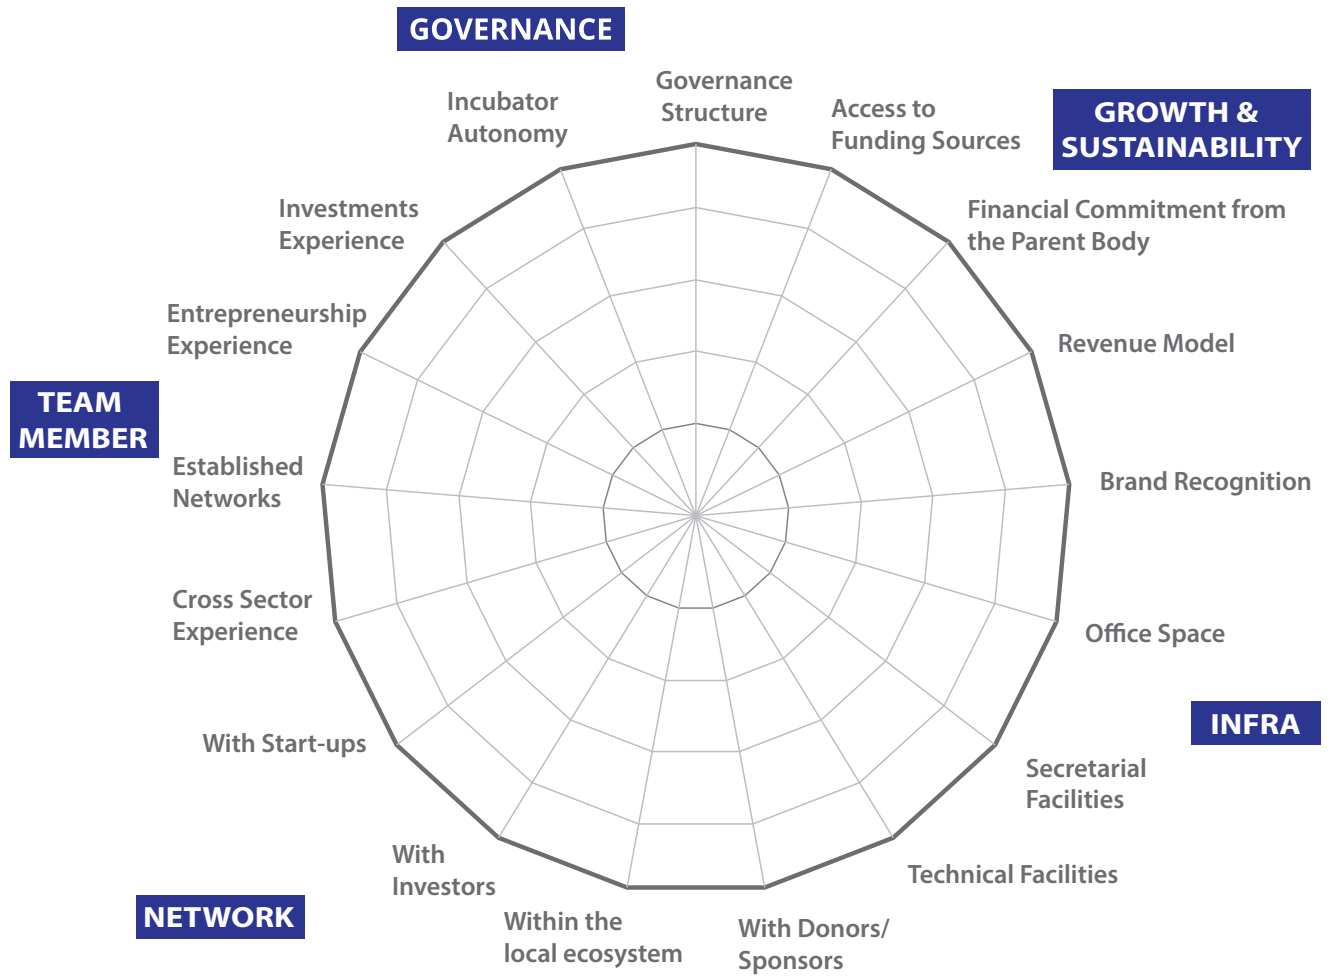 GOVERNANCE
Governance
Structure
Access to
Funding Sources
GROWTH &
SUSTAINABILITY
Financial Commitment from
the Parent Body
Revenue Model
Brand Recognition
Office Space
INFRA
Secretarial
Facilities
Technical Facilities
With Donors/
Sponsors
Within the
local ecosystem
With
Investors
NETWORK
With Start-ups
Cross Sector
Experience
Established
Networks
TEAM
MEMBER
Entrepreneurship
Experience
Investments
Experience
Incubator
Autonomy